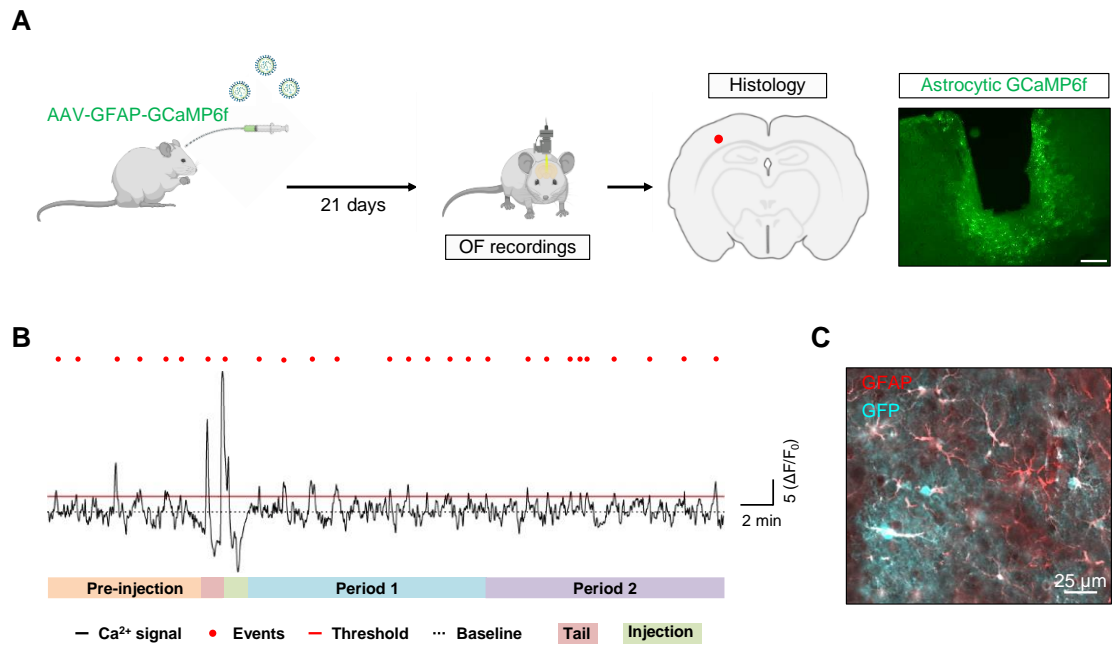 A
AAV-GFAP-GCaMP6f
21 days
OF recordings
Histology
Astrocytic GCaMP6f
B
5 (ΔF/F₀)
2 min
Pre-injection
Period 1
Period 2
Ca²⁺ signal
Events
Threshold
Baseline
Tail
Injection
C
GFAP
GFP
25 µm